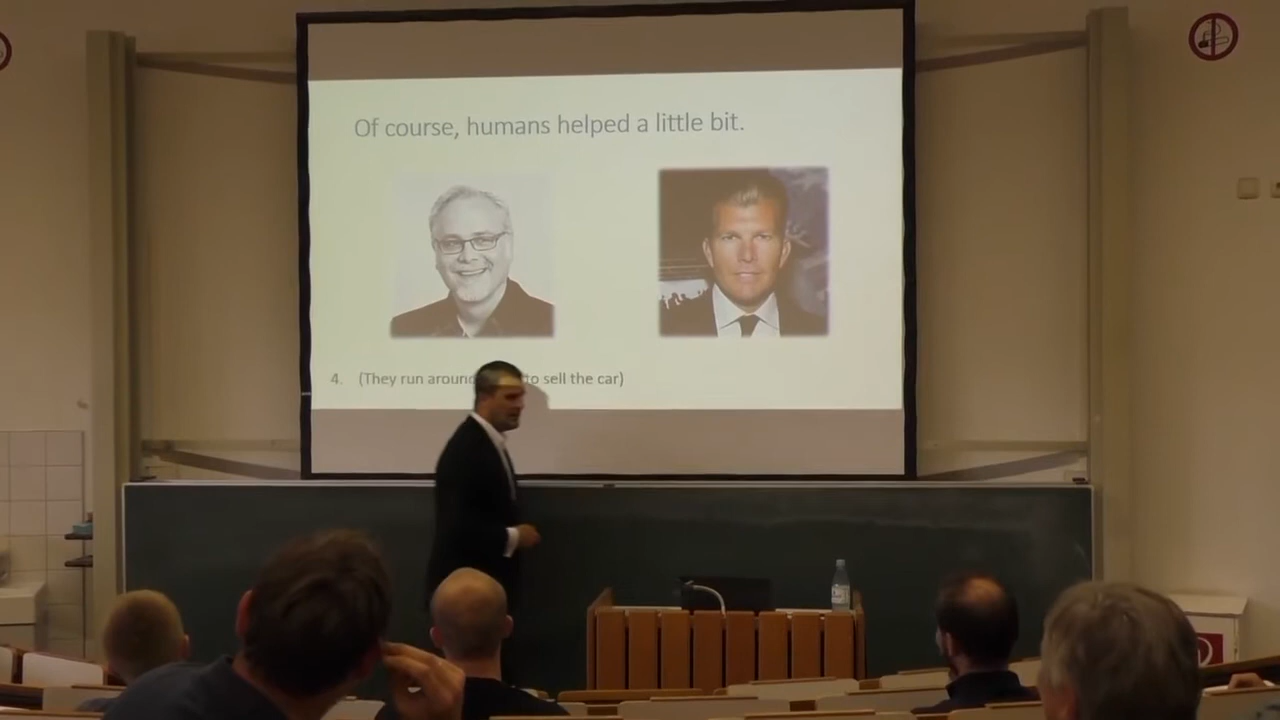 Of course, humans helped a little bit.
4. (They run around to sell the car)